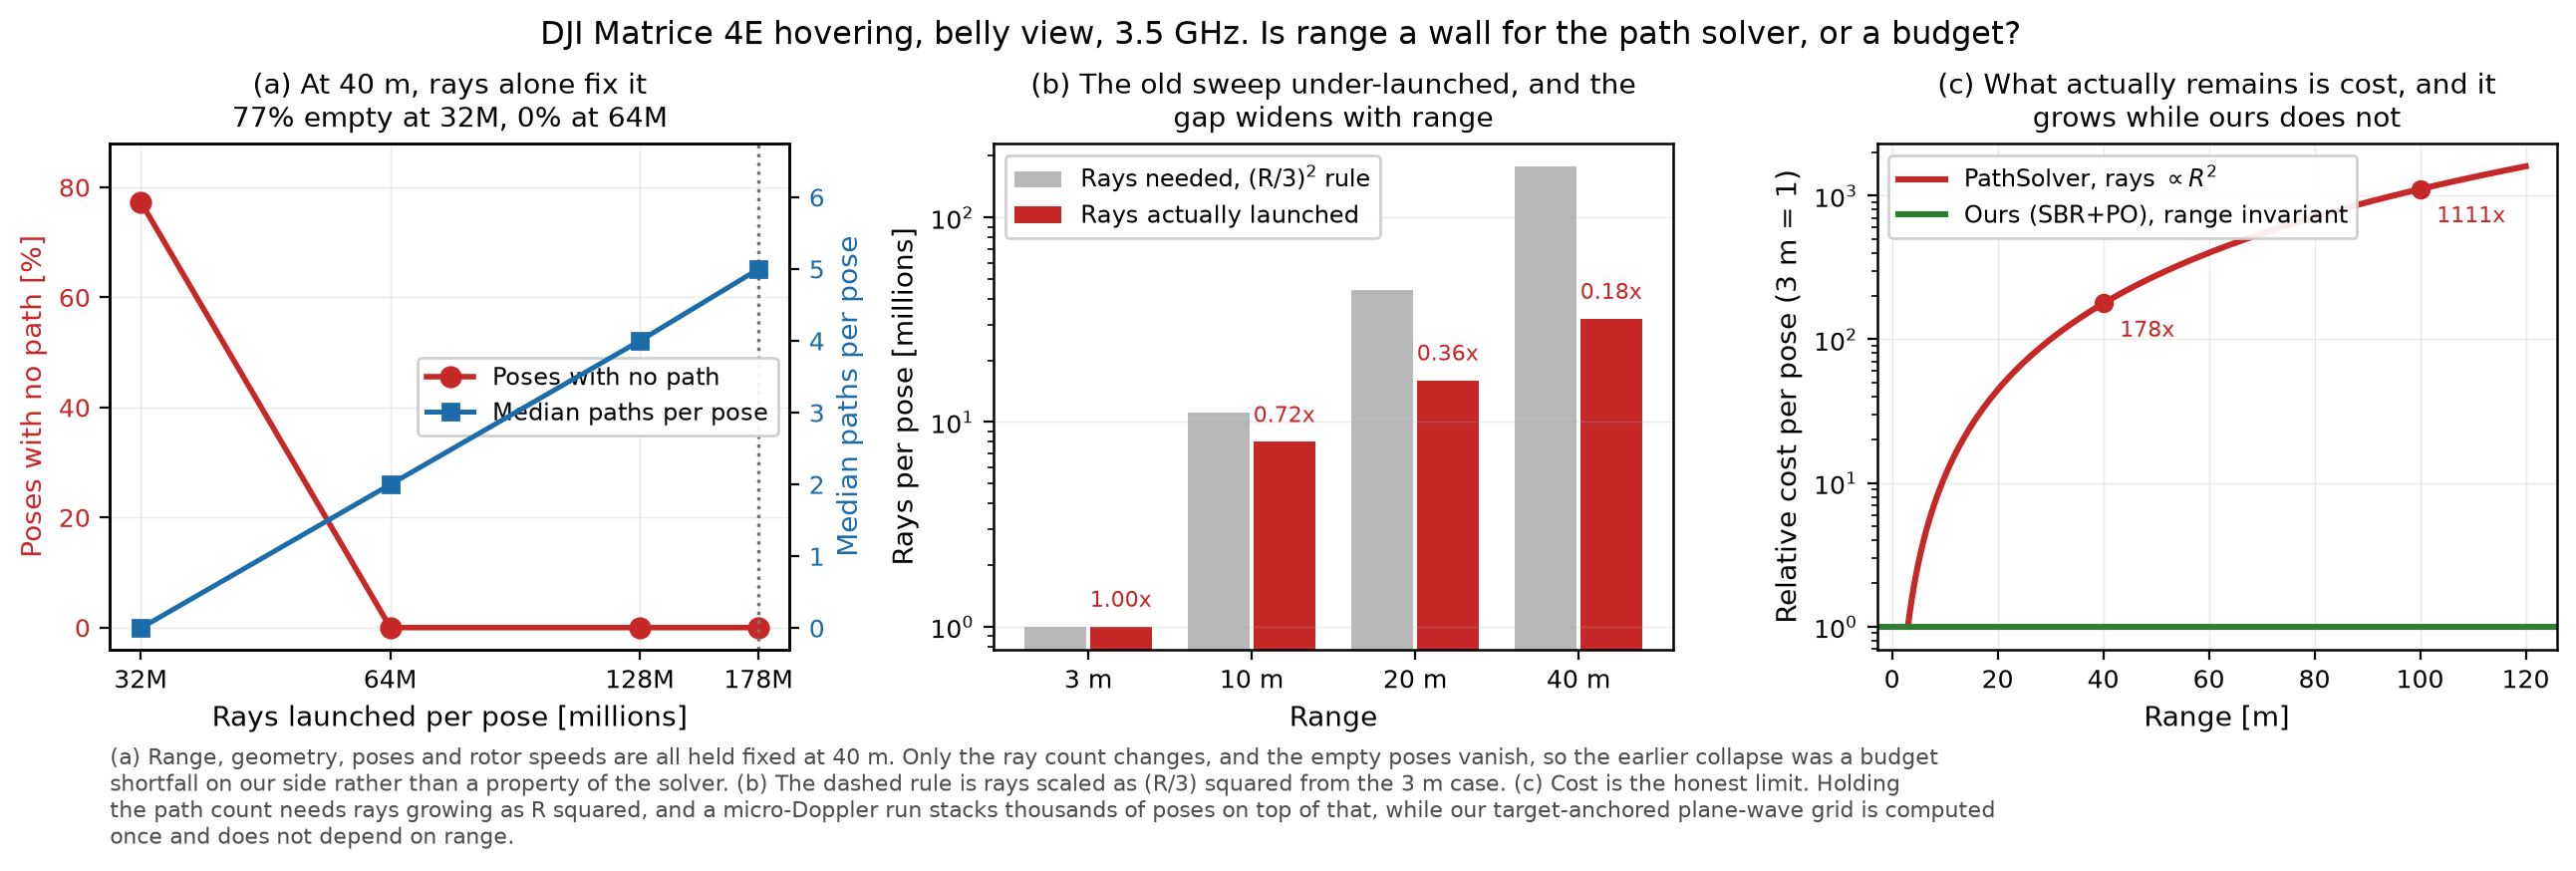 DJI Matrice 4E hovering, belly view, 3.5 GHz. Is range a wall for the path solver, or a budget?
(a) At 40 m, rays alone fix it
77% empty at 32M, 0% at 64M
Poses with no path [%]
80
60
40
20
0
6
5
4
3
2
1
0
Median paths per pose
Poses with no path
Median paths per pose
32M
64M
128M
178M
Rays launched per pose [millions]
(b) The old sweep under-launched, and the
gap widens with range
Rays per pose [millions]
10²
10¹
10⁰
Rays needed, (R/3)² rule
Rays actually launched
1.00x
0.72x
0.36x
0.18x
3 m
10 m
20 m
40 m
Range
(c) What actually remains is cost, and it
grows while ours does not
Relative cost per pose (3 m = 1)
10³
10²
10¹
10⁰
PathSolver, rays ∝R²
Ours (SBR+PO), range invariant
178x
1111x
0
20
40
60
80
100
120
Range [m]
(a) Range, geometry, poses and rotor speeds are all held fixed at 40 m. Only the ray count changes, and the empty poses vanish, so the earlier collapse was a budget
shortfall on our side rather than a property of the solver. (b) The dashed rule is rays scaled as (R/3) squared from the 3 m case. (c) Cost is the honest limit. Holding
the path count needs rays growing as R squared, and a micro-Doppler run stacks thousands of poses on top of that, while our target-anchored plane-wave grid is computed
once and does not depend on range.